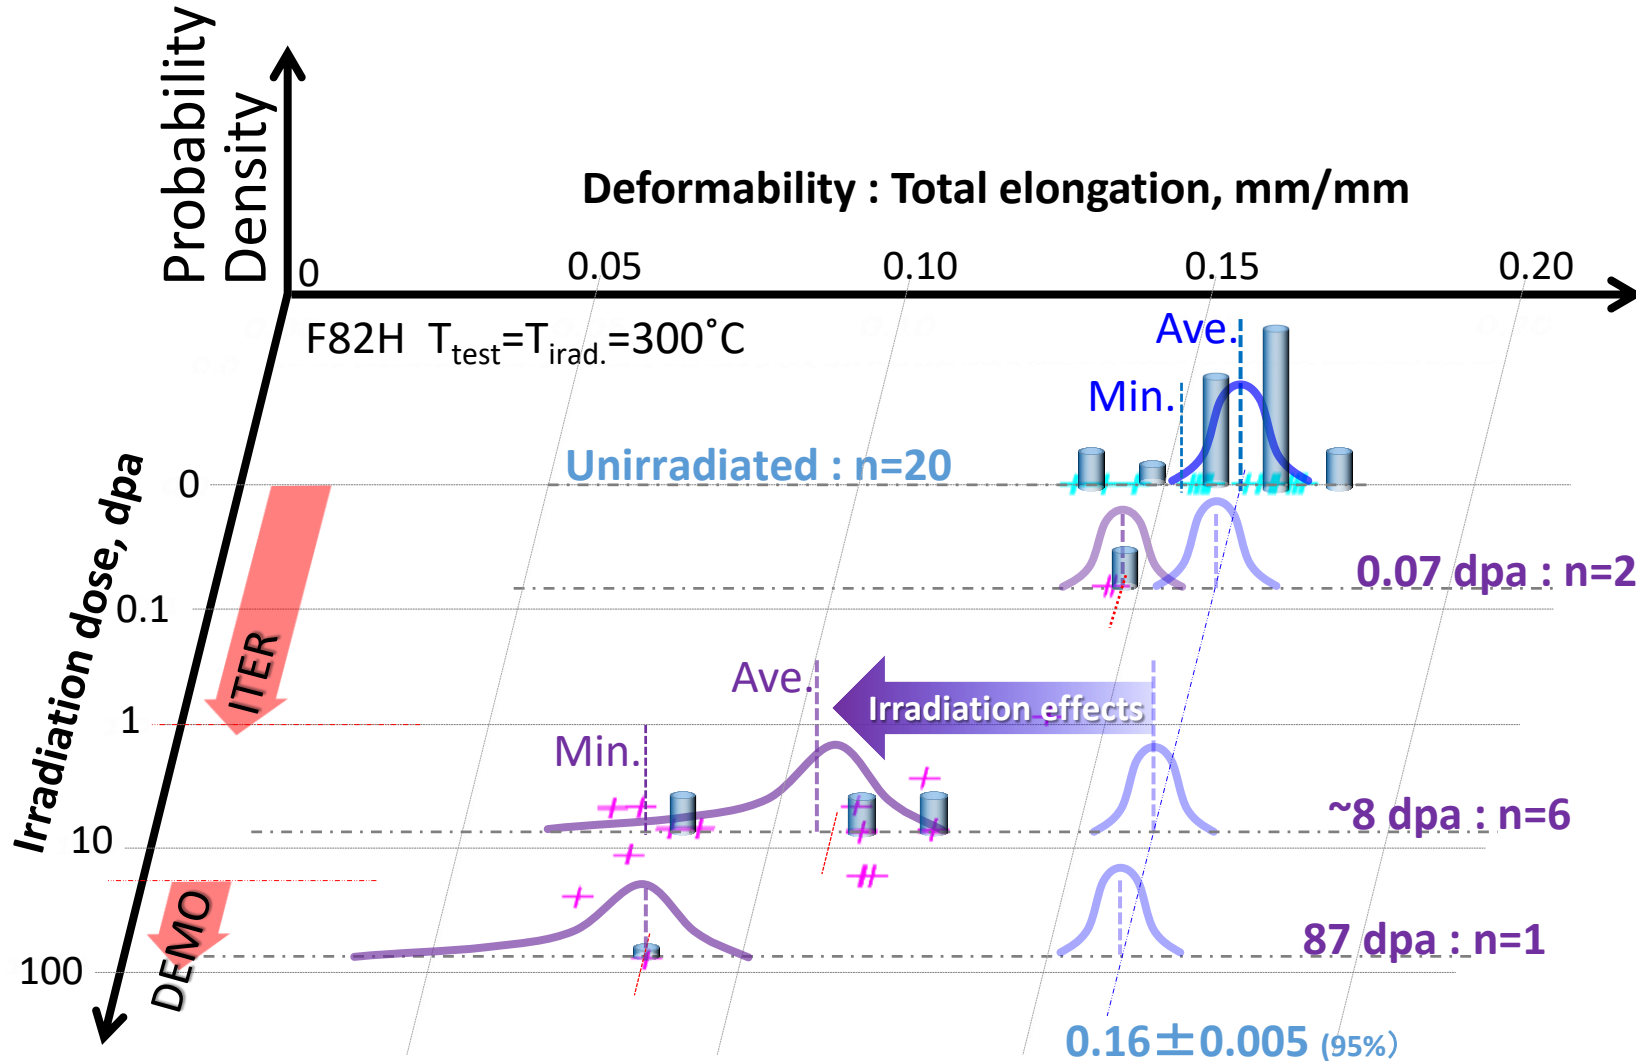 Probability
Density
Deformability : Total elongation, mm/mm
0
0.05
0.10
0.15
0.20
F82H T_test=T_irad.=300˚C
Ave.
Min.
Unirradiated : n=20
Irradiation dose, dpa
0
0.07 dpa : n=2
0.1
ITER
Ave.
Irradiation effects
1
Min.
~8 dpa : n=6
10
DEMO
87 dpa : n=1
100
0.16±0.005 (95%)